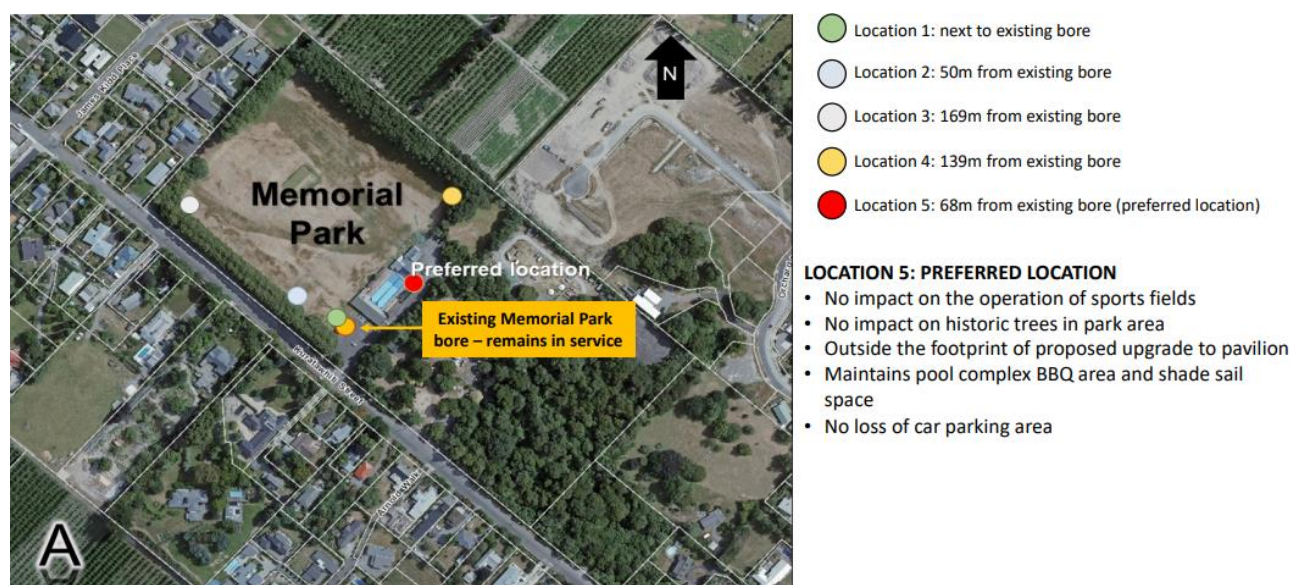 James Kidd Place
N
Memorial
Park
Preferred location
Existing Memorial Park
bore – remains in service
Street
A
Location 1: next to existing bore
Location 2: 50m from existing bore
Location 3: 169m from existing bore
Location 4: 139m from existing bore
Location 5: 68m from existing bore (preferred location)
LOCATION 5: PREFERRED LOCATION
• No impact on the operation of sports fields
• No impact on historic trees in park area
• Outside the footprint of proposed upgrade to pavilion
• Maintains pool complex BBQ area and shade sail
space
• No loss of car parking area